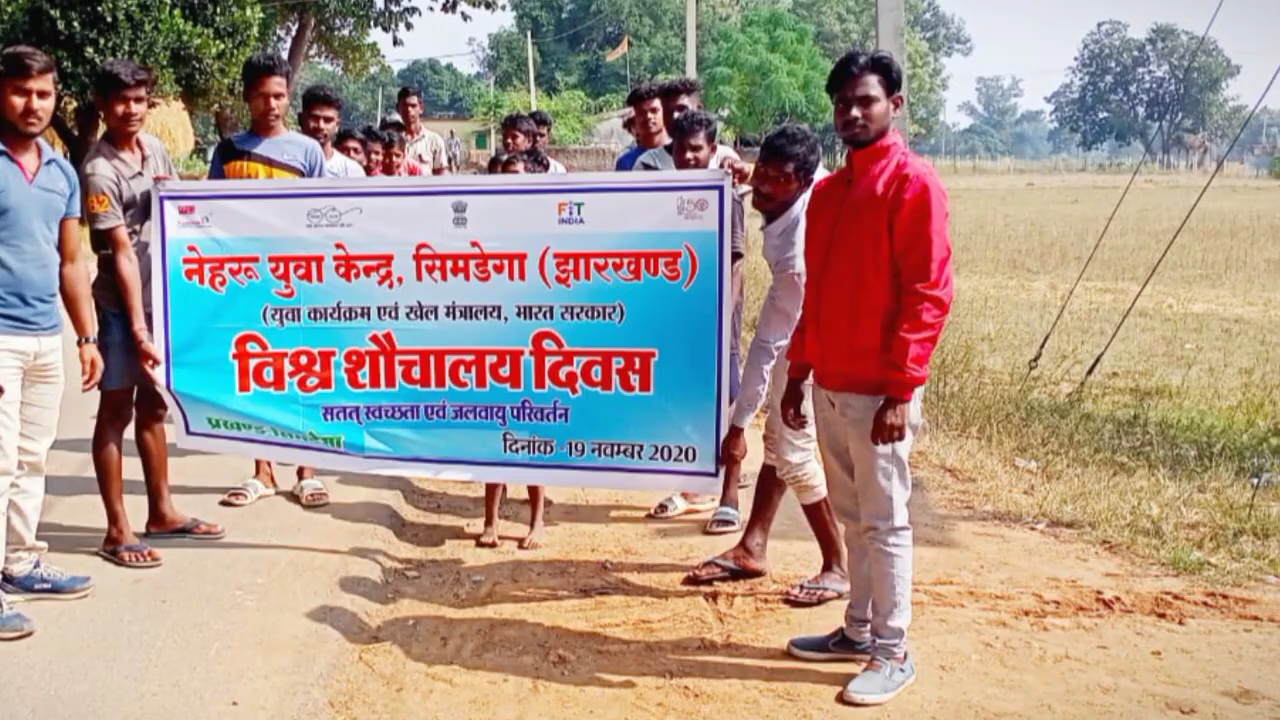 FiT
INDIA
नेहरू युवा केन्द्र, सिमडेगा (झारखण्ड)
(युवा कार्यक्रम एवं खेल मंत्रालय, भारत सरकार)
विश्व शौचालय दिवस
सतत् स्वच्छता एवं जलवायु परिवर्तन
प्रखण्ड
दिनांक -19 नवम्बर 2020